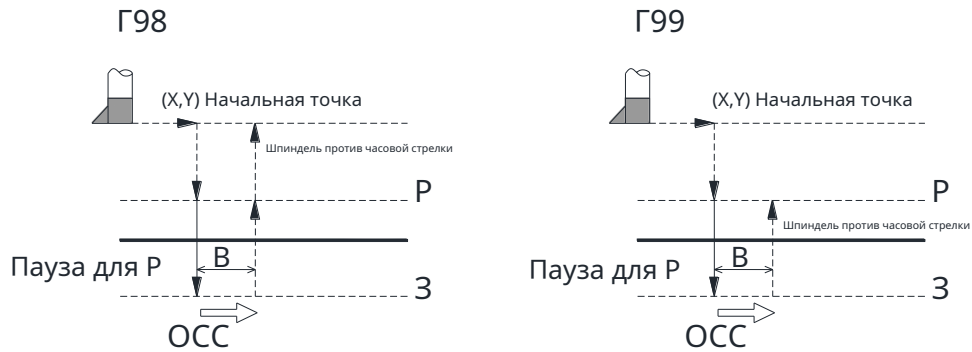 Г98
(X,Y) Начальная точка
Шпиндель против часовой стрелки
Р
В
Пауза для Р
З
ОСС
Г99
(X,Y) Начальная точка
Р
Шпиндель против часовой стрелки
В
Пауза для Р
З
ОСС